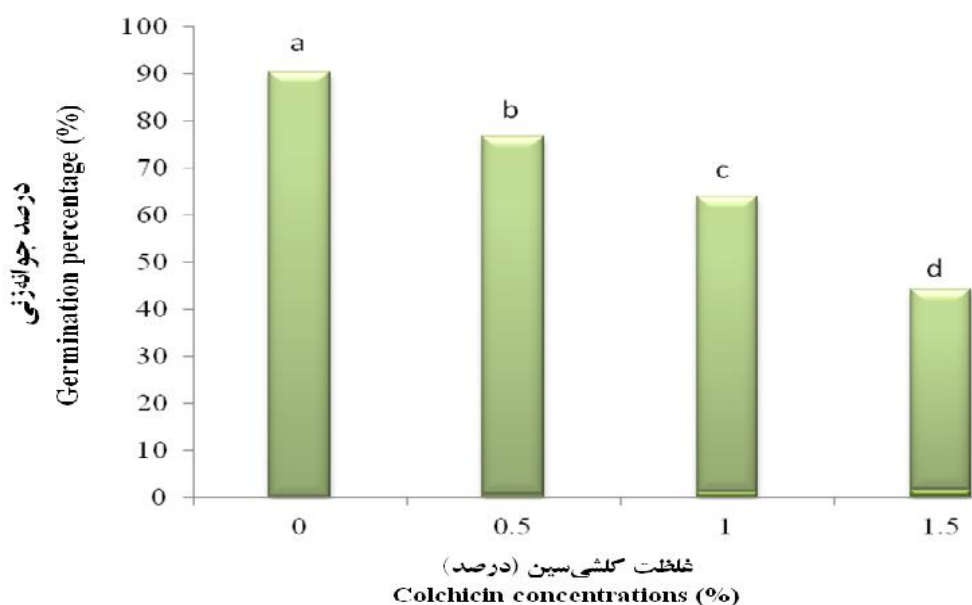 درصد جوانه‌زنی
Germination percentage (%)
100
90
80
70
60
50
40
30
20
10
0
a
b
c
d
0 0.5 1 1.5
غلظت کلشی‌سین (درصد)
Colchicin concentrations (%)